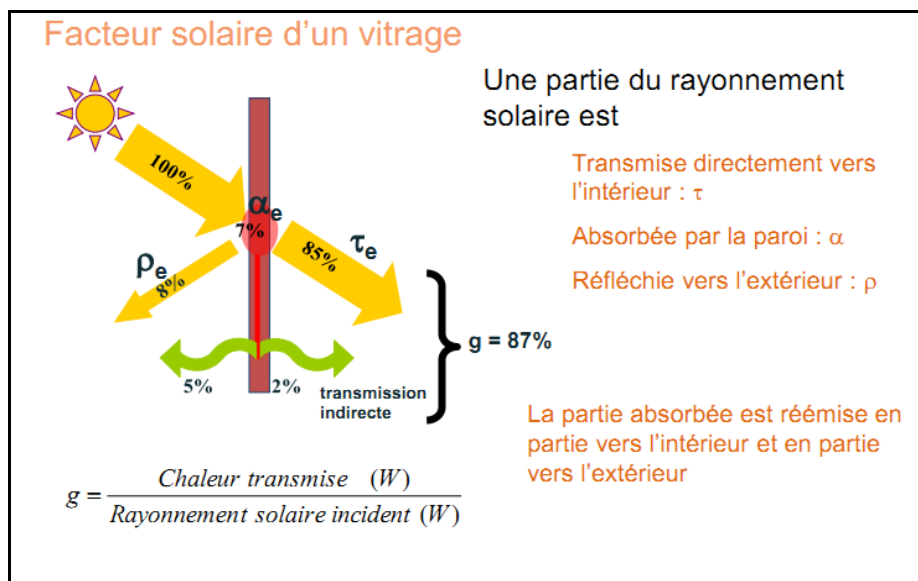 Facteur solaire d'un vitrage
Une partie du rayonnement
solaire est
Transmise directement vers
l'intérieur : τ
Absorbée par la paroi : α
Réfléchie vers l'extérieur : ρ
100%
αe
7%
τe
85%
ρe
8%
g = 87%
5%
2%
transmission
indirecte
La partie absorbée est réémise en
partie vers l'intérieur et en partie
vers l'extérieur
g = Chaleur transmise (W)
Rayonnement solaire incident (W)